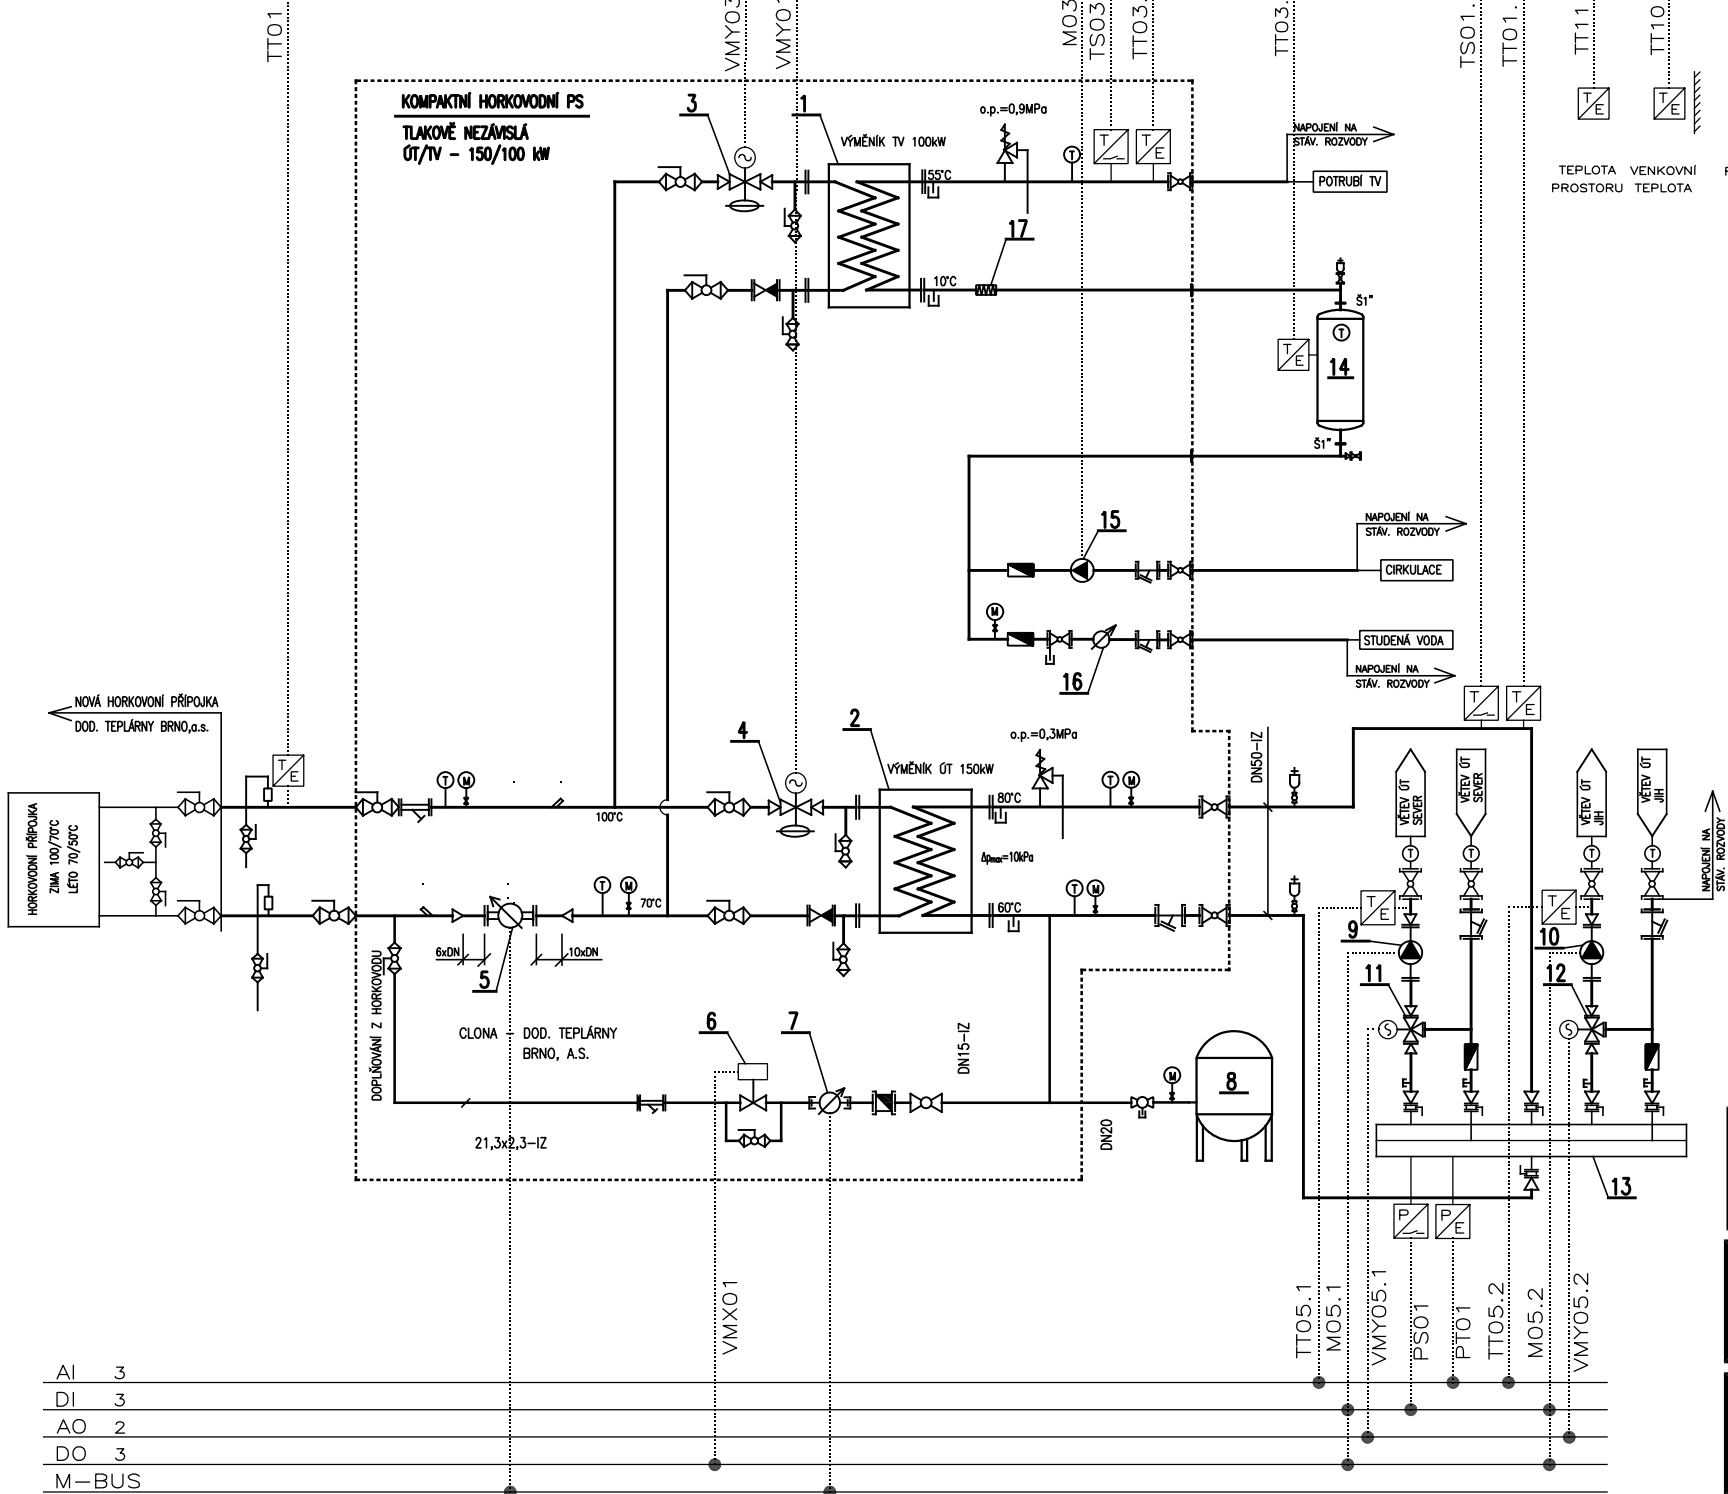 TT01
VMY03
VMY01
M03
TS03
TT03.
TT03.
TS01.
TT01.
TT11
TT10
KOMPAKTNÍ HORKOVODNÍ PS
TLAKOVĚ NEZÁVISLÁ
ÚT/TV - 150/100 kW
3
1
VÝMĚNÍK TV 100kW
o.p.=0,9MPa
T
T
T E
NAPOJENÍ NA
STÁV. ROZVODY
POTRUBÍ TV
T E
T E
TEPLOTA VENKOVNÍ
PROSTORU TEPLOTA
55°C
17
10°C
Š1"
T
T E
14
Š1"
15
NAPOJENÍ NA
STÁV. ROZVODY
CIRKULACE
M
STUDENÁ VODA
16
NAPOJENÍ NA
STÁV. ROZVODY
NOVÁ HORKOVONÍ PŘÍPOJKA
DOD. TEPLÁRNY BRNO,a.s.
T E
4
2
VÝMĚNÍK ÚT 150kW
o.p.=0,3MPa
DN50-IZ
T
T E
VĚTEV ÚT
SEVER
VĚTEV ÚT
SEVER
VĚTEV ÚT
JIH
VĚTEV ÚT
JIH
NAPOJENÍ NA
STÁV. ROZVODY
HORKOVODNÍ PŘÍPOJKA
ZIMA 100/70°C
LÉTO 70/50°C
T
M
100°C
80°C
T
M
Δpmax=10kPa
T
T
T
T
T
M
70°C
60°C
T
M
T E
T E
9
10
6xDN
10xDN
5
11
12
DOPLŇOVÁNÍ Z HORKOVODU
CLONA - DOD. TEPLÁRNY
BRNO, A.S.
6
7
DN15-IZ
M
8
21,3x2,3-IZ
DN20
13
P
P E
VMX01
TT05.1
M05.1
VMY05.1
PS01
PT01
TT05.2
M05.2
VMY05.2
AI 3
DI 3
AO 2
DO 3
M-BUS